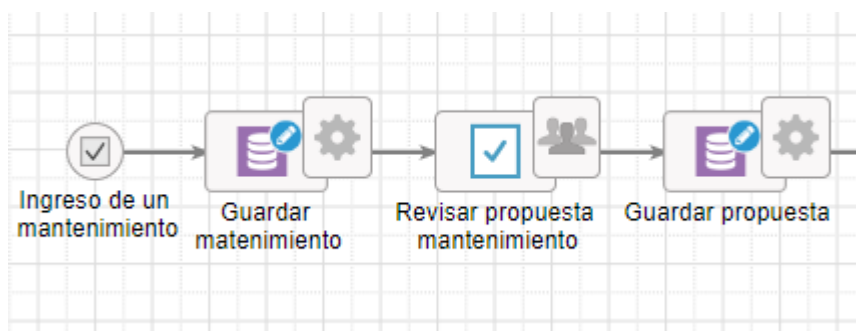 Ingreso de un
mantenimiento
Guardar
matenimiento
Revisar propuesta
mantenimiento
Guardar propuesta